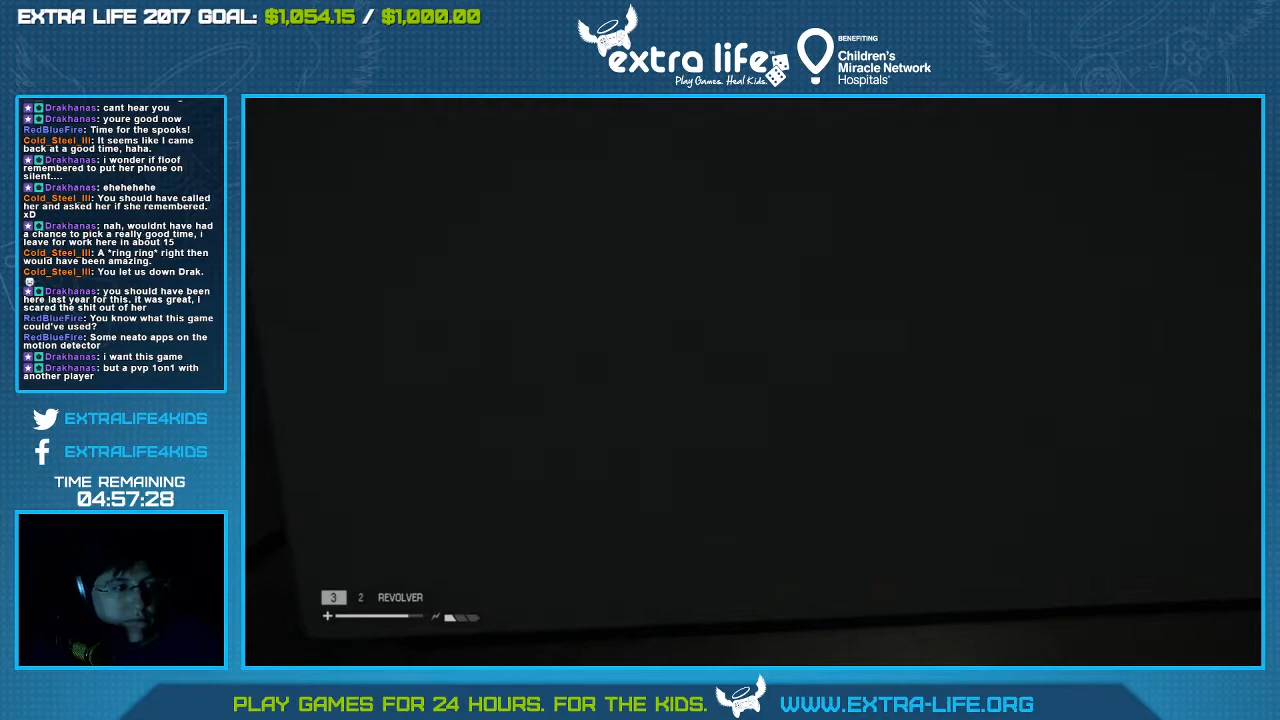 EXTRA LIFE 2017 GOAL: $1,054.15 / $1,000.00
extra life
Play Games. Heal Kids.
BENEFITING
Children's
Miracle Network
Hospitals
Drakhanas: cant hear you
Drakhanas: youre good now
RedBlueFire: Time for the spooks!
Cold_Steel_III: It seems like I came
back at a good time, haha.
Drakhanas: i wonder if floof
remembered to put her phone on
silent....
Drakhanas: ehehehehe
Cold_Steel_III: You should have called
her and asked her if she remembered.
xD
Drakhanas: nah, wouldnt have had
a chance to pick a really good time, i
leave for work here in about 15
Cold_Steel_III: A *ring ring* right then
would have been amazing.
Cold_Steel_III: You let us down Drak.
Drakhanas: you should have been
here last year for this. it was great, i
scared the shit out of her
RedBlueFire: You know what this game
could've used?
RedBlueFire: Some neato apps on the
motion detector
Drakhanas: i want this game
Drakhanas: but a pvp 1on1 with
another player
EXTRALIFE4KIDS
EXTRALIFE4KIDS
TIME REMAINING
04:57:28
3 2 REVOLVER
PLAY GAMES FOR 24 HOURS. FOR THE KIDS.
WWW.EXTRA-LIFE.ORG